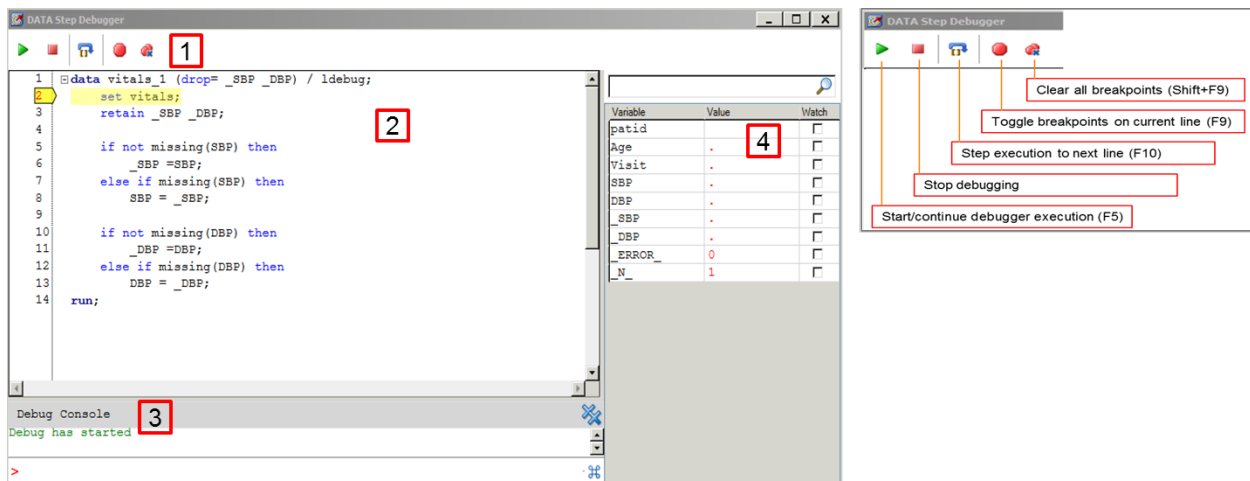 DATA Step Debugger
1
1 data vitals_1 (drop= _SBP _DBP) / ldebug;
2 set vitals;
3 retain _SBP _DBP;
4
5 if not missing(SBP) then
6 _SBP =SBP;
7 else if missing(SBP) then
8 SBP = _SBP;
9
10 if not missing(DBP) then
11 _DBP =DBP;
12 else if missing(DBP) then
13 DBP = _DBP;
14 run;
2
Debug Console
3
Debug has started
>
Variable Value Watch
patid
Age .
Visit .
SBP .
DBP .
_SBP .
_DBP .
_ERROR_ 0
_N_ 1
4
DATA Step Debugger
Clear all breakpoints (Shift+F9)
Toggle breakpoints on current line (F9)
Step execution to next line (F10)
Stop debugging
Start/continue debugger execution (F5)